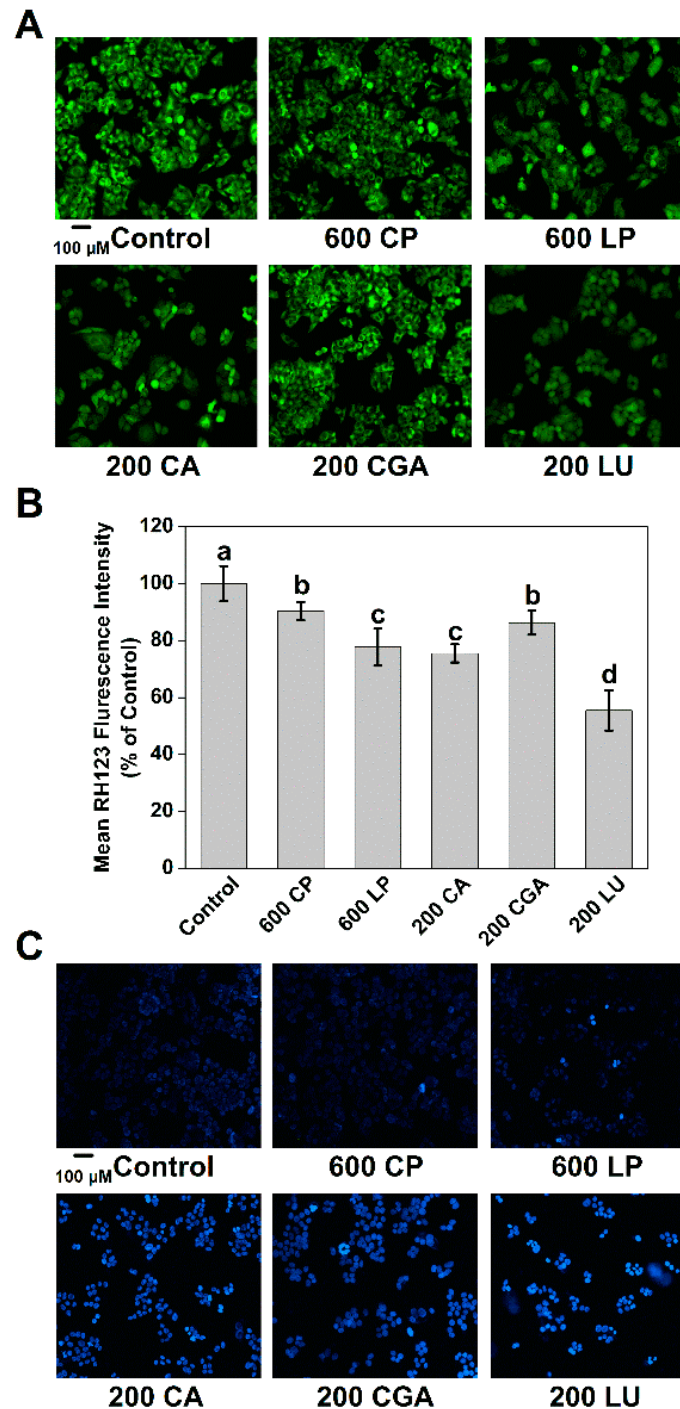 A
Control 600 CP 600 LP
100 µM
200 CA 200 CGA 200 LU
B
Mean RH123 Flurescence Intensity
(% of Control)
120
100
80
60
40
20
0
a
b
c
c
b
d
Control
600 CP
600 LP
200 CA
200 CGA
200 LU
C
Control 600 CP 600 LP
100 µM
200 CA 200 CGA 200 LU